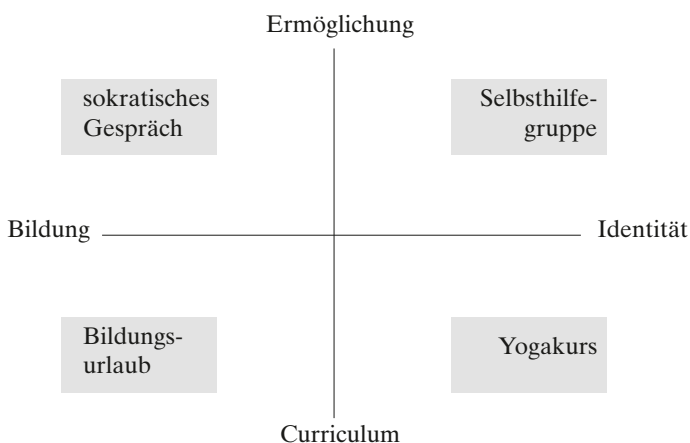 Ermöglichung
sokratisches
Gespräch
Selbsthilfe-
gruppe
Bildung
Identität
Bildungs-
urlaub
Yogakurs
Curriculum